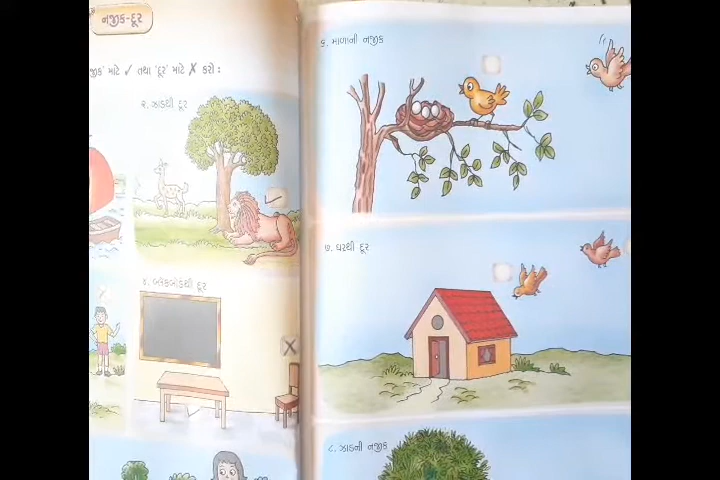 નજીક-દૂર
માટે ✓ તથા 'દૂર' માટે ✗ કરો :
૨. ઝાડથી દૂર
૪. બ્લેકબોર્ડથી દૂર
૬. માળાની નજીક
૭. ઘરથી દૂર
૮. ઝાડની નજીક